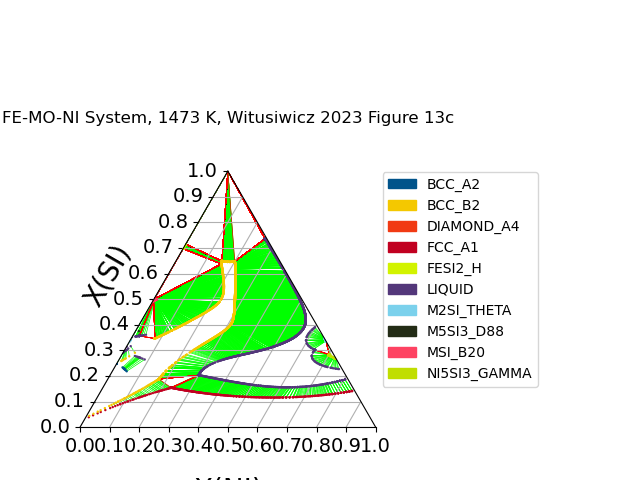 FE-MO-NI System, 1473 K, Witusiwicz 2023 Figure 13c
1.0
0.9
0.8
0.7
0.6
0.5
0.4
0.3
0.2
0.1
0.0
X(SI)
0.00.10.20.30.40.50.60.70.80.91.0
BCC_A2
BCC_B2
DIAMOND_A4
FCC_A1
FESI2_H
LIQUID
M2SI_THETA
M5SI3_D88
MSI_B20
NI5SI3_GAMMA